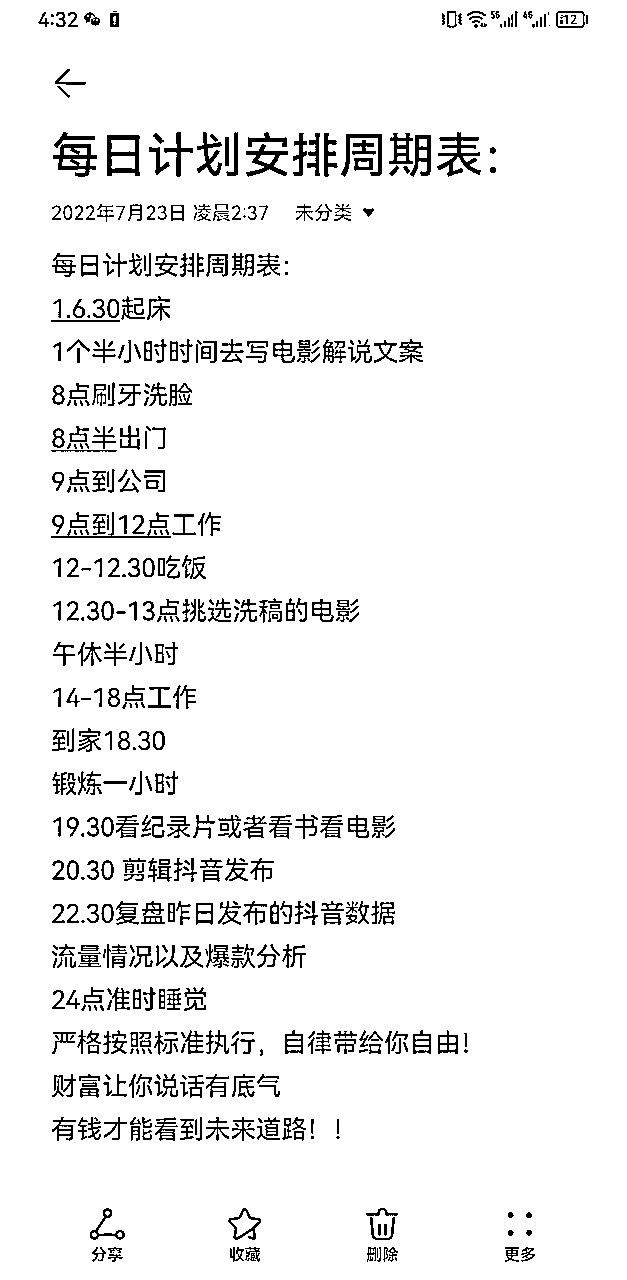 4:32
5G 4G 12
每日计划安排周期表：
2022年7月23日 凌晨2:37 未分类
每日计划安排周期表：
1.6.30起床
1个半小时时间去写电影解说文案
8点刷牙洗脸
8点半出门
9点到公司
9点到12点工作
12-12.30吃饭
12.30-13点挑选洗稿的电影
午休半小时
14-18点工作
到家18.30
锻炼一小时
19.30看纪录片或者看书看电影
20.30 剪辑抖音发布
22.30复盘昨日发布的抖音数据
流量情况以及爆款分析
24点准时睡觉
严格按照标准执行，自律带给你自由！
财富让你说话有底气
有钱才能看到未来道路！！
分享 收藏 删除 更多